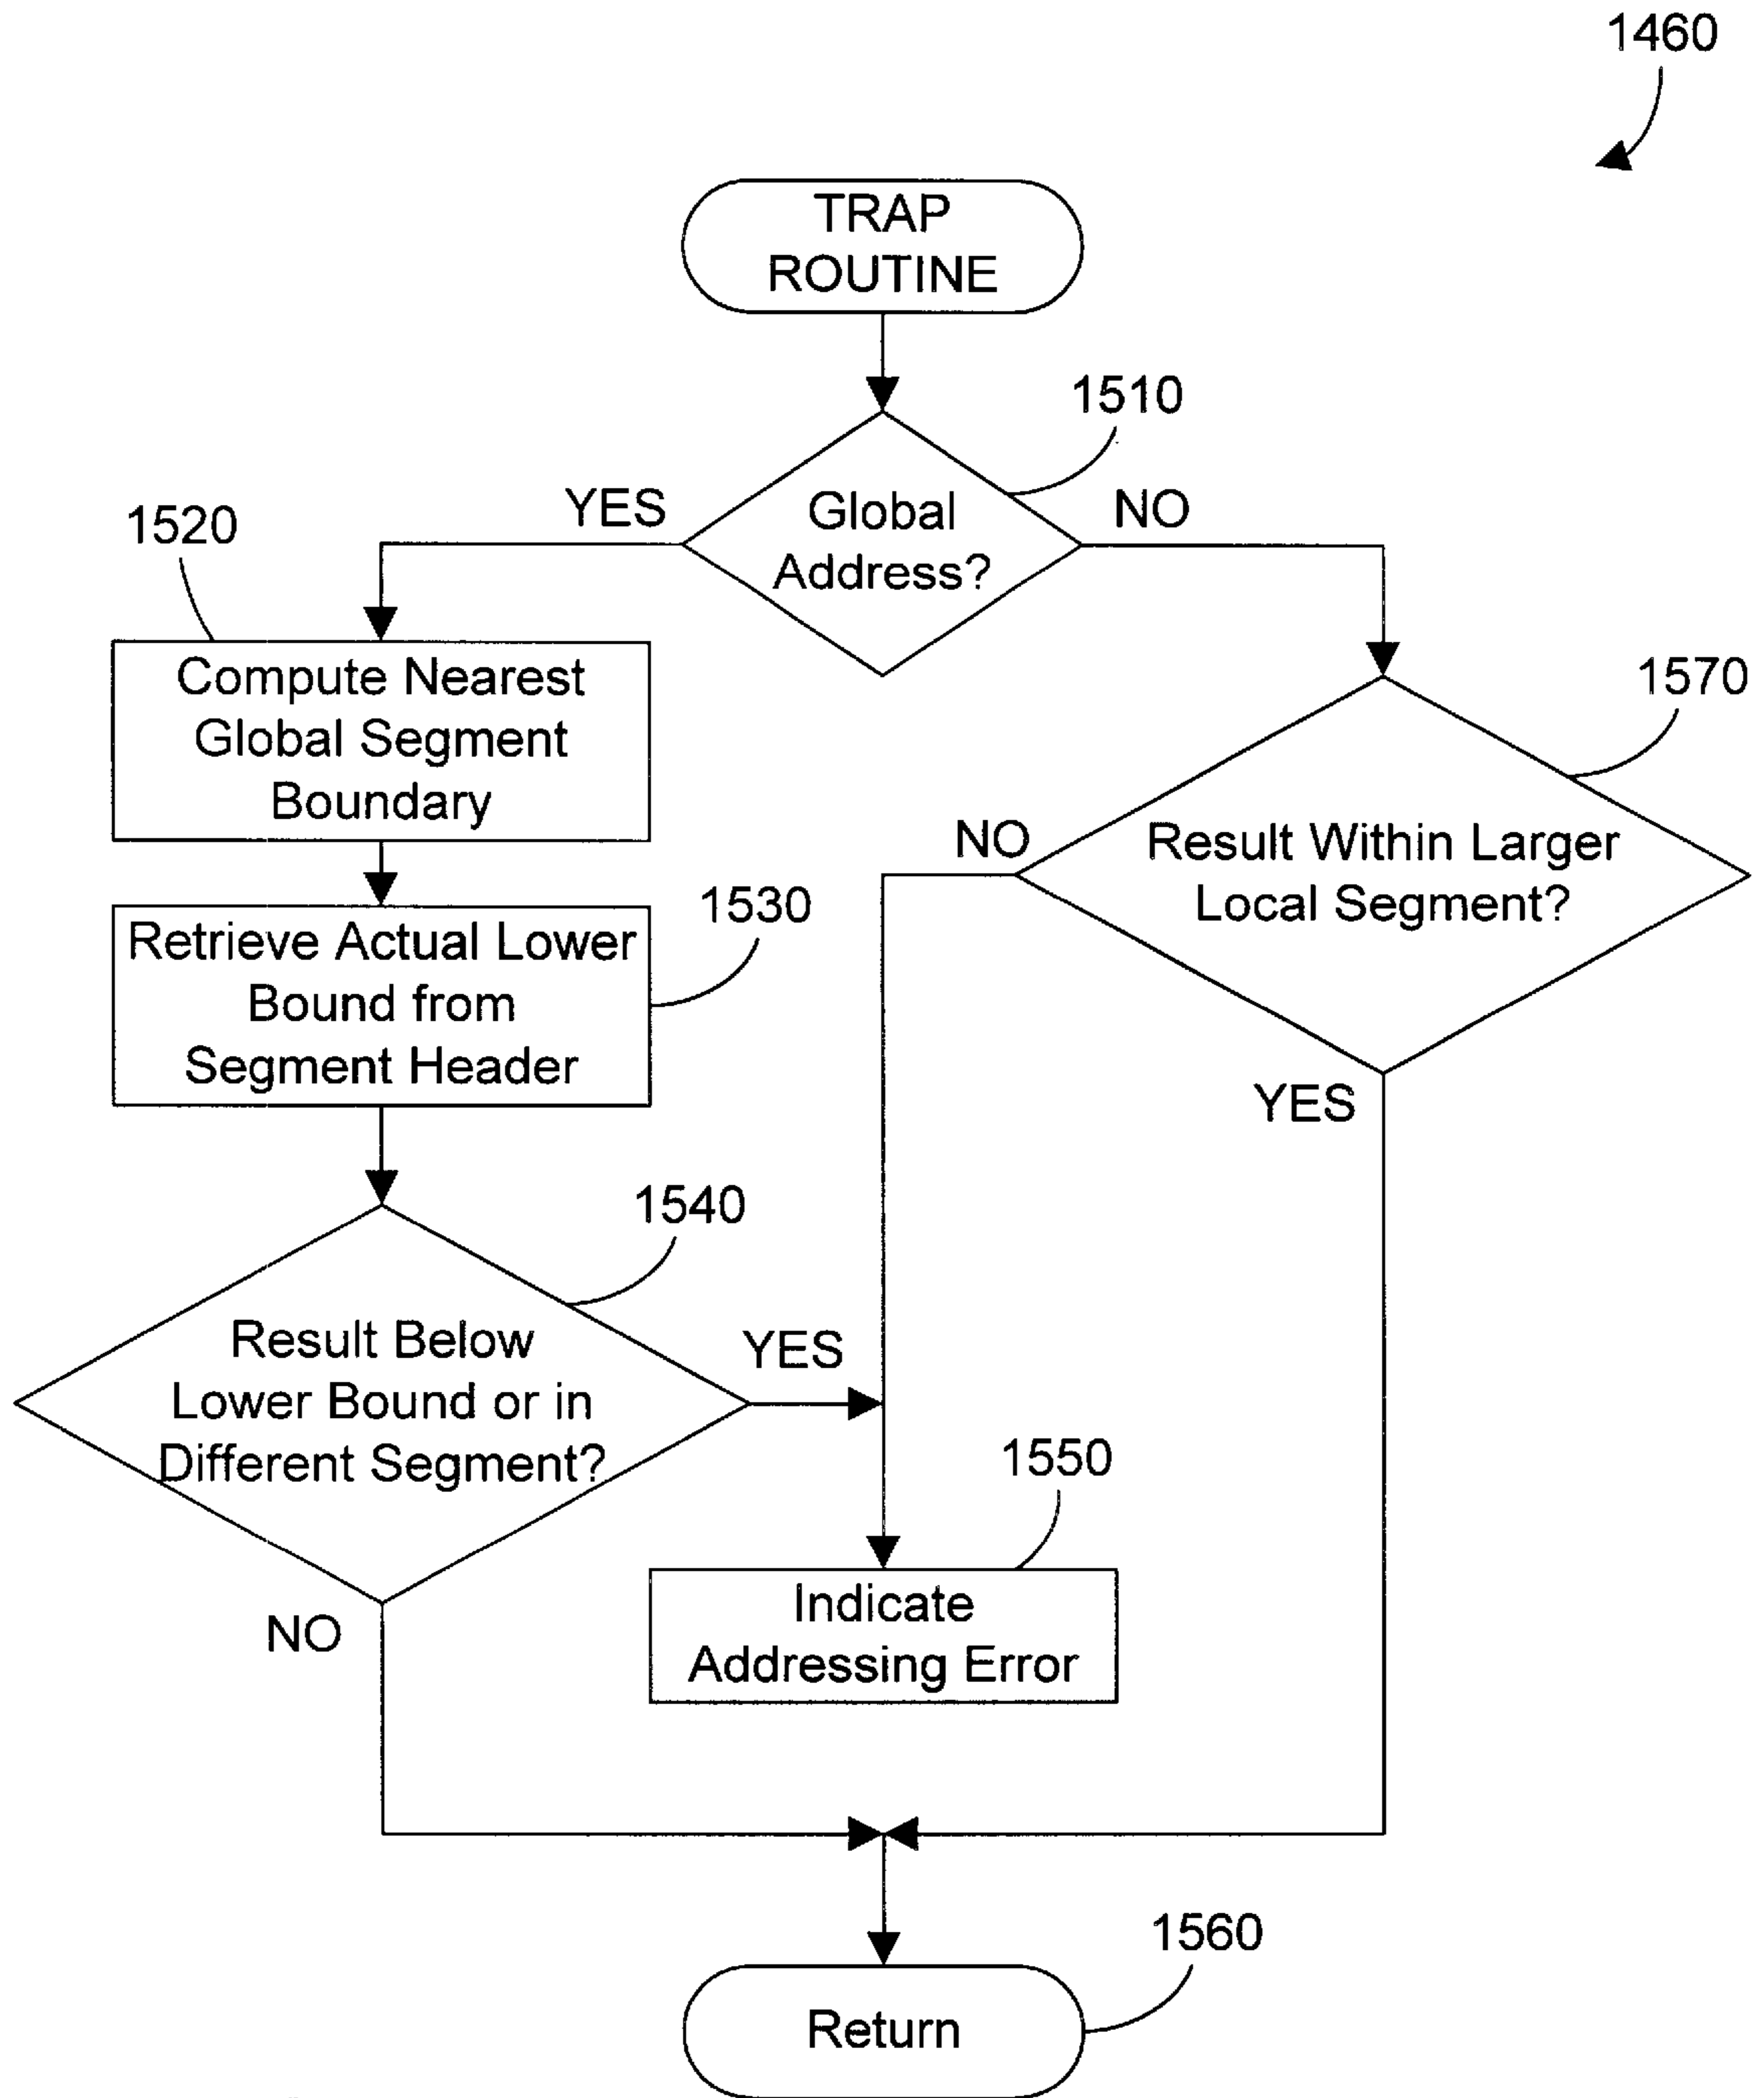 1460
TRAP
ROUTINE
1510
YES
Global
Address?
NO
1520
Compute Nearest
Global Segment
Boundary
1570
NO
Result Within Larger
Local Segment?
YES
1530
Retrieve Actual Lower
Bound from
Segment Header
1540
Result Below
Lower Bound or in
Different Segment?
YES
NO
1550
Indicate
Addressing Error
1560
Return